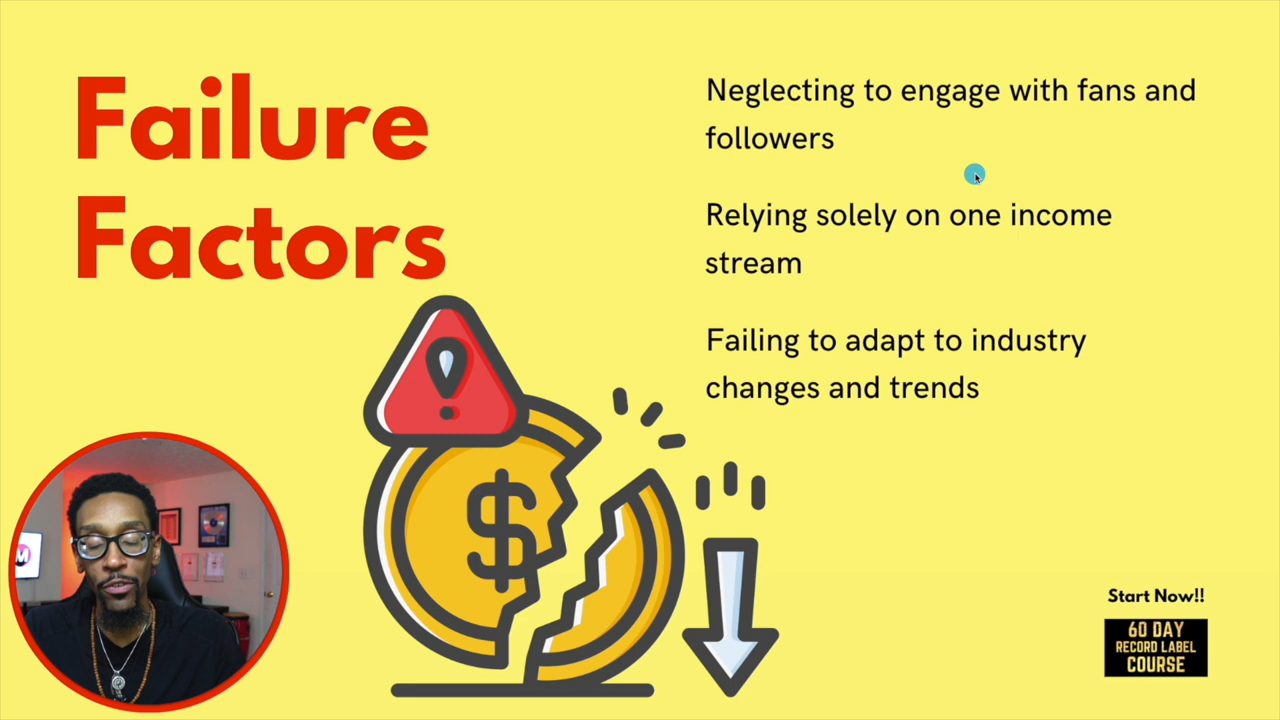 Failure
Factors
Neglecting to engage with fans and
followers
Relying solely on one income
stream
Failing to adapt to industry
changes and trends
$
Start Now!!
60 DAY
RECORD LABEL
COURSE